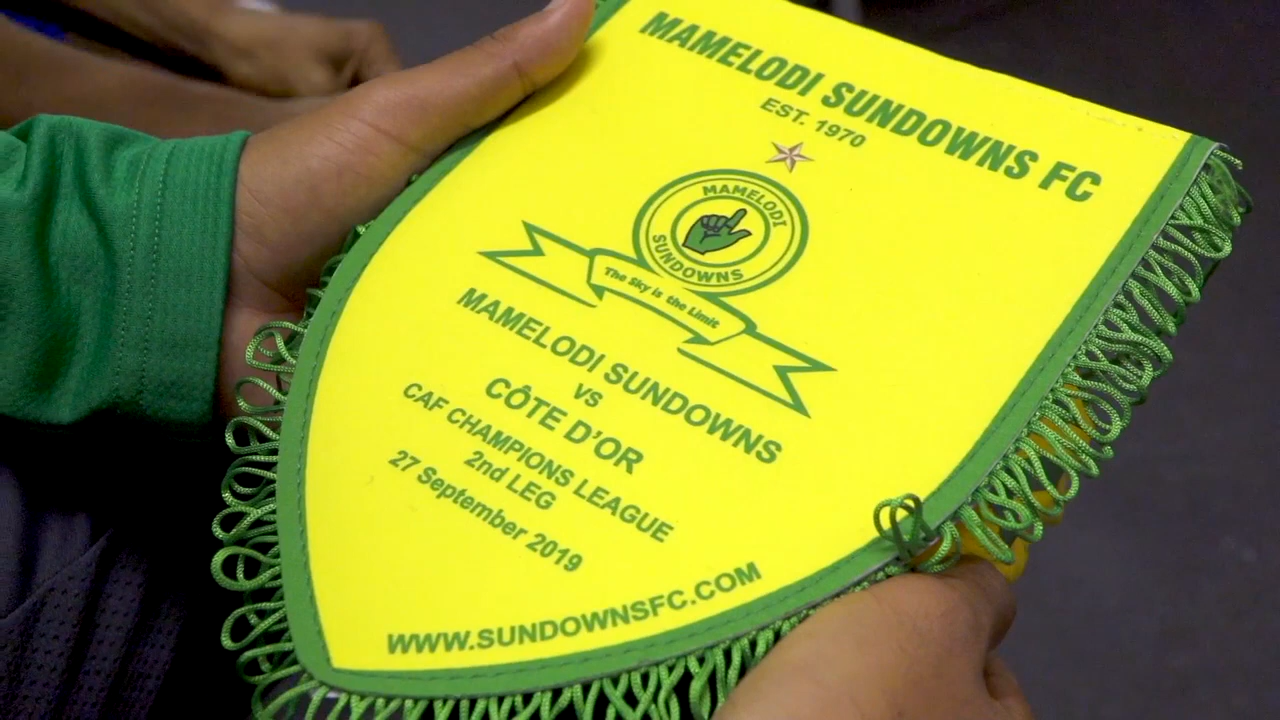 MAMELODI SUNDOWNS FC
EST. 1970
MAMELODI
SUNDOWNS
The Sky is the Limit
MAMELODI SUNDOWNS
VS
CÔTE D'OR
CAF CHAMPIONS LEAGUE
2nd LEG
27 September 2019
WWW.SUNDOWNSFC.COM